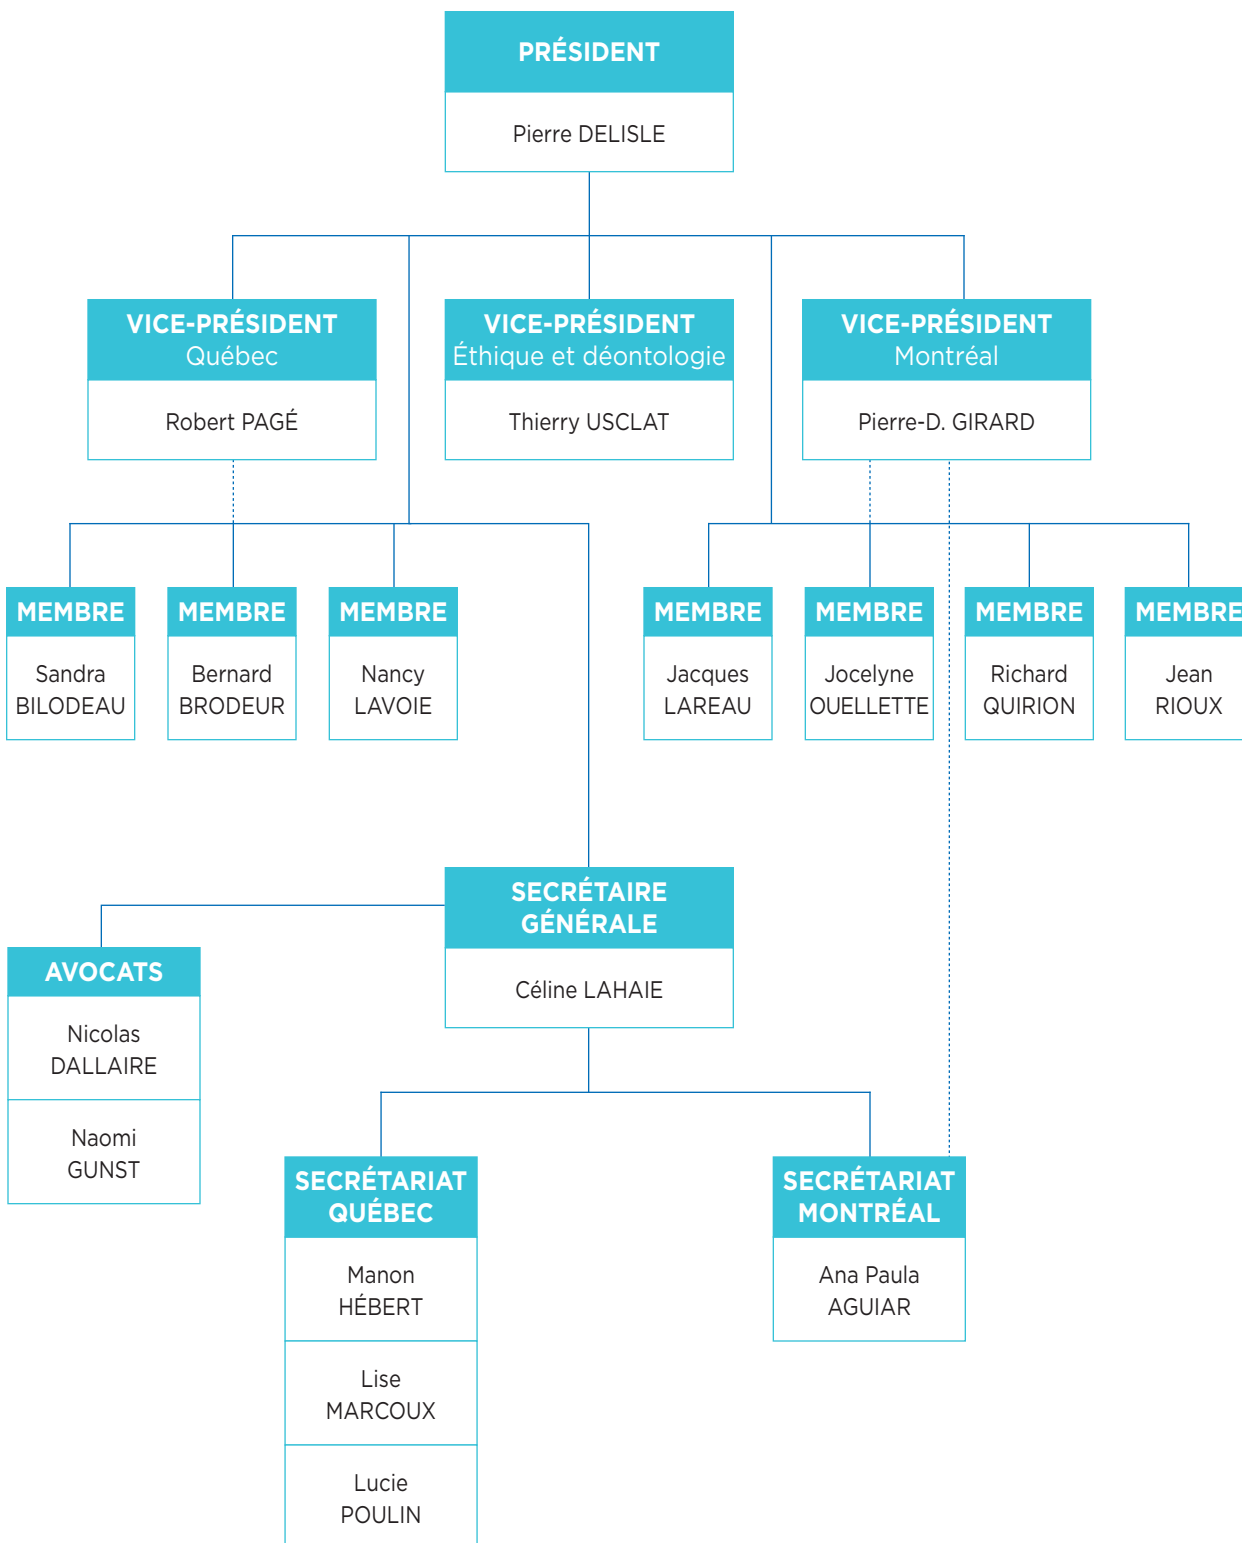 PRÉSIDENT
Pierre DELISLE
VICE-PRÉSIDENT
Québec
Robert PAGÉ
VICE-PRÉSIDENT
Éthique et déontologie
Thierry USCLAT
VICE-PRÉSIDENT
Montréal
Pierre-D. GIRARD
MEMBRE
Sandra
BILODEAU
MEMBRE
Bernard
BRODEUR
MEMBRE
Nancy
LAVOIE
MEMBRE
Jacques
LAREAU
MEMBRE
Jocelyne
OUELLETTE
MEMBRE
Richard
QUIRION
MEMBRE
Jean
RIOUX
SECRÉTAIRE
GÉNÉRALE
Céline LAHAIE
AVOCATS
Nicolas
DALLAIRE
Naomi
GUNST
SECRÉTARIAT
QUÉBEC
Manon
HÉBERT
Lise
MARCOUX
Lucie
POULIN
SECRÉTARIAT
MONTRÉAL
Ana Paula
AGUIAR